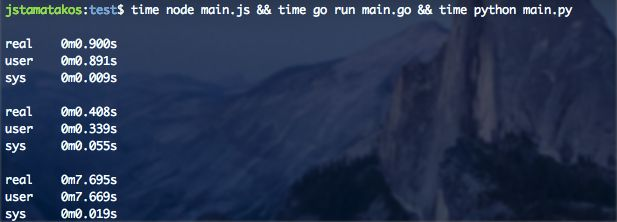 jstamatakos:test$ time node main.js && time go run main.go && time python main.py
real 0m0.900s
user 0m0.891s
sys 0m0.009s
real 0m0.408s
user 0m0.339s
sys 0m0.055s
real 0m7.695s
user 0m7.669s
sys 0m0.019s